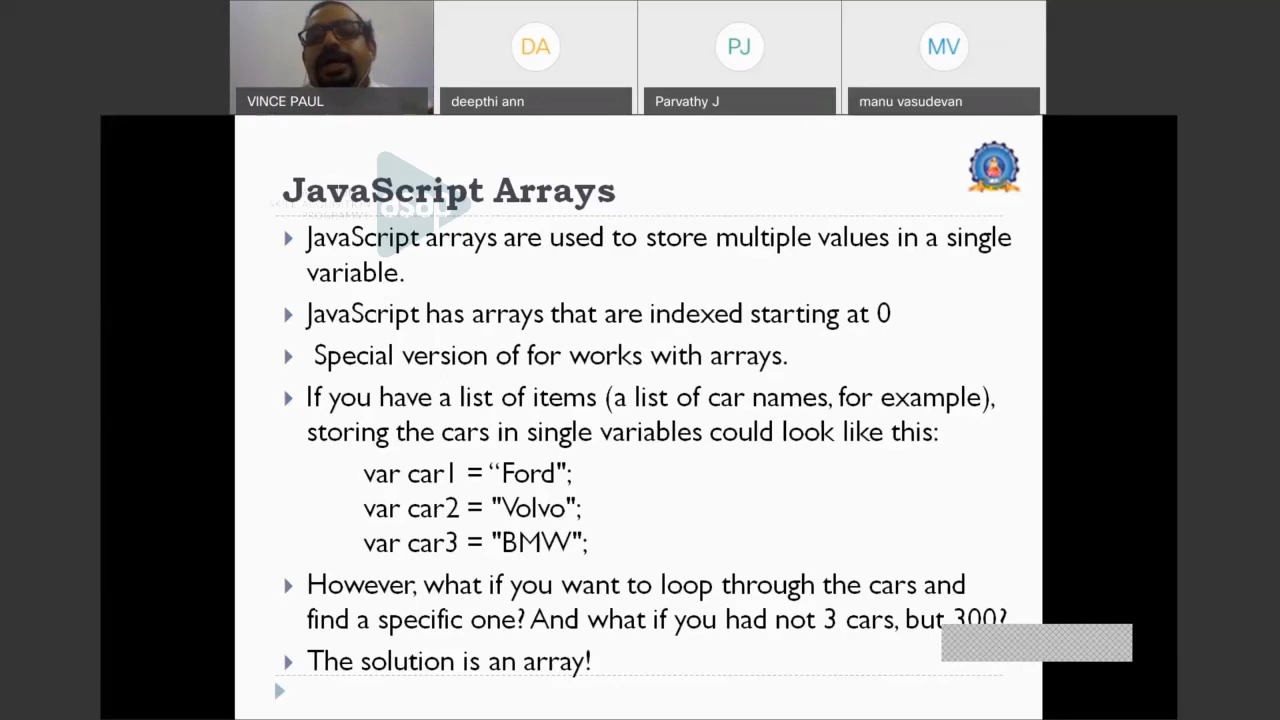 DA
PJ
MV
VINCE PAUL
deepthi ann
Parvathy J
manu vasudevan
JavaScript Arrays
asap
JavaScript arrays are used to store multiple values in a single
variable.
JavaScript has arrays that are indexed starting at 0
Special version of for works with arrays.
If you have a list of items (a list of car names, for example),
storing the cars in single variables could look like this:
var car1 = “Ford";
var car2 = "Volvo";
var car3 = "BMW";
However, what if you want to loop through the cars and
find a specific one? And what if you had not 3 cars, but 300?
The solution is an array!